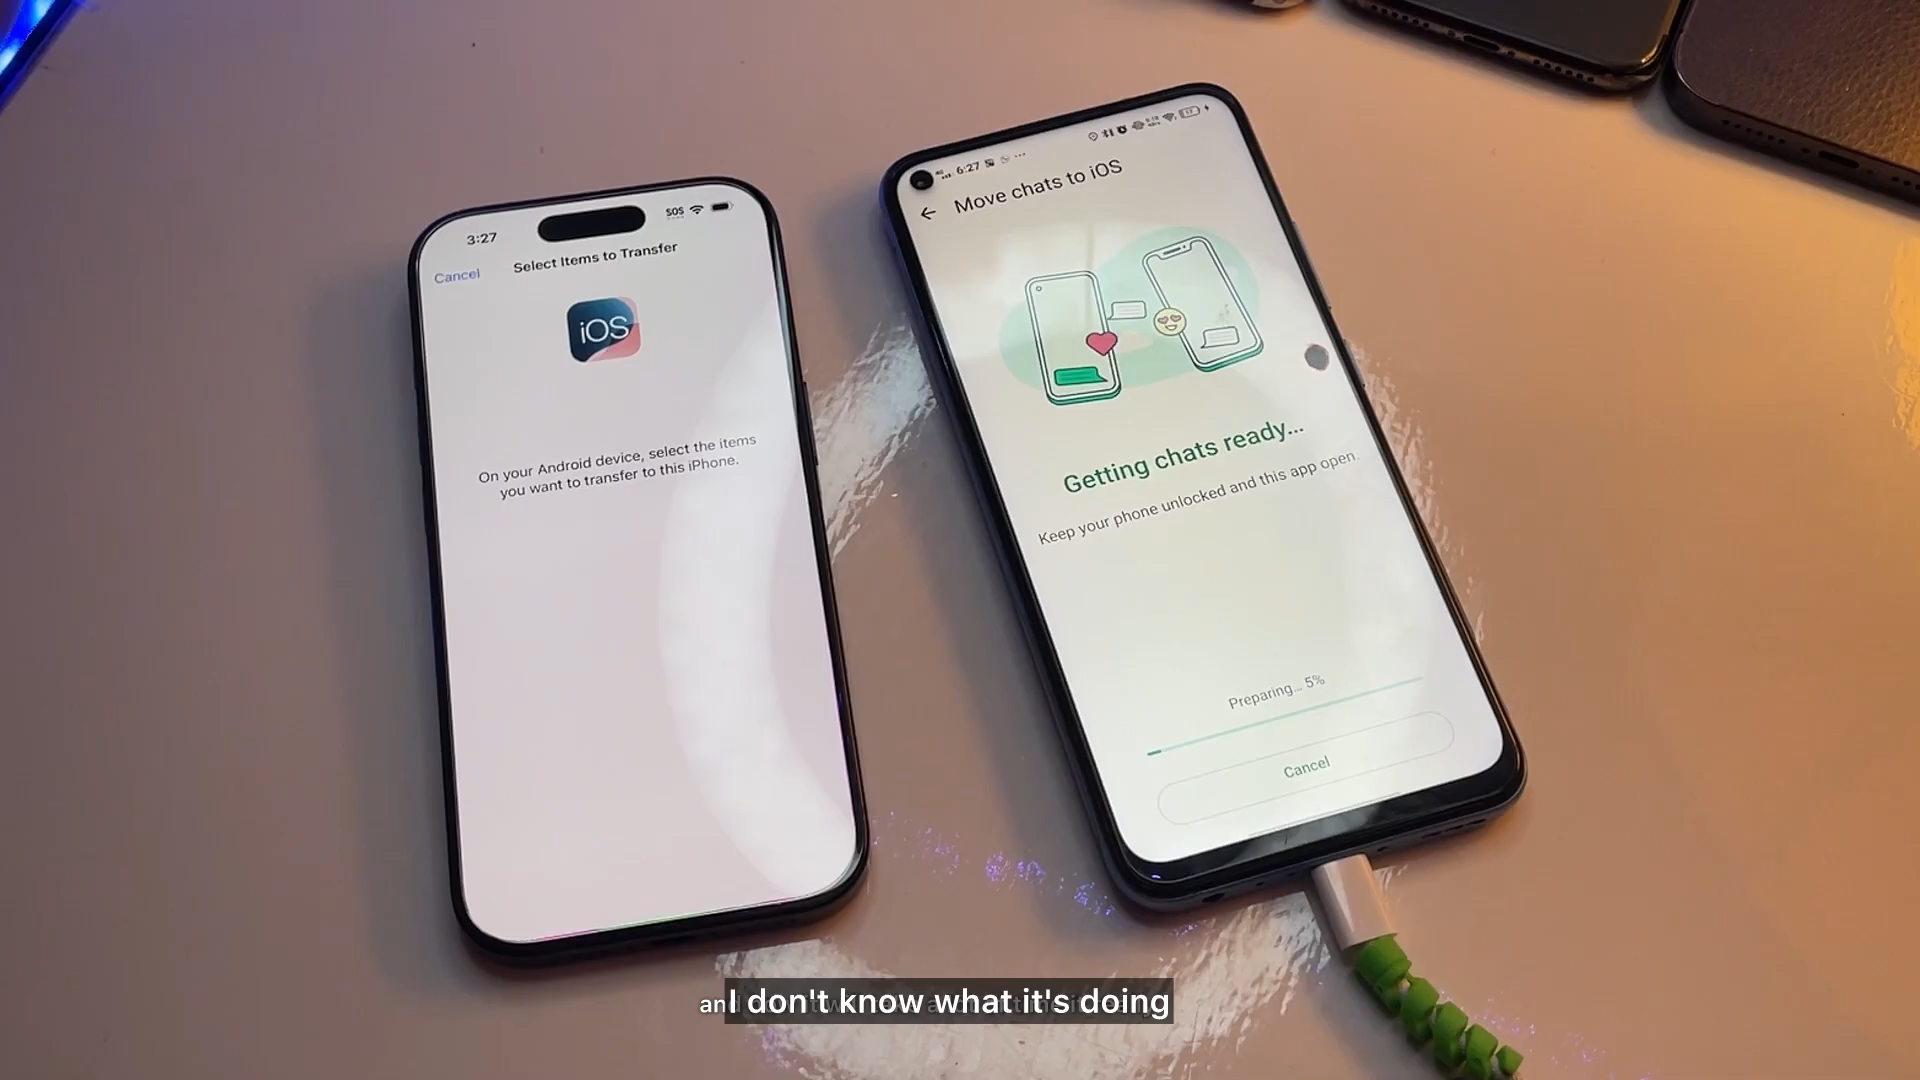 3:27
SOS
Cancel
Select Items to Transfer
iOS
On your Android device, select the items
you want to transfer to this iPhone.
6:27
Move chats to iOS
Getting chats ready...
Keep your phone unlocked and this app open.
Preparing... 5%
Cancel
and
I don't know what it's doing